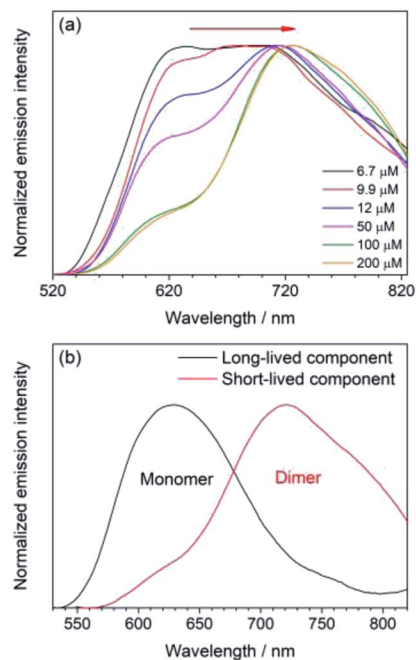 (a)
Normalized emission intensity
6.7 µM
9.9 µM
12 µM
50 µM
100 µM
200 µM
520 620 720 820
Wavelength / nm
(b)
Long-lived component
Short-lived component
Normalized emission intensity
Monomer
Dimer
550 600 650 700 750 800
Wavelength / nm